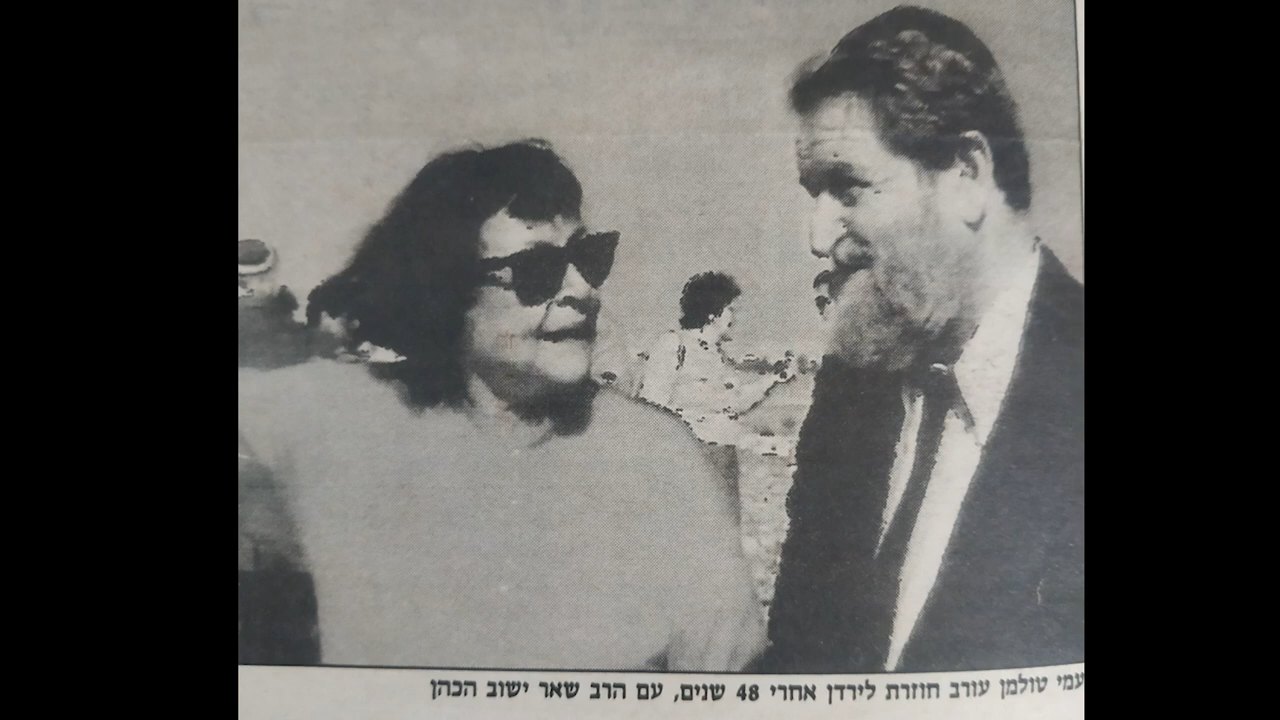 עמי טולמן עורב חוזרת לירדן אחרי 48 שנים, עם הרב שאר ישוב הכהן